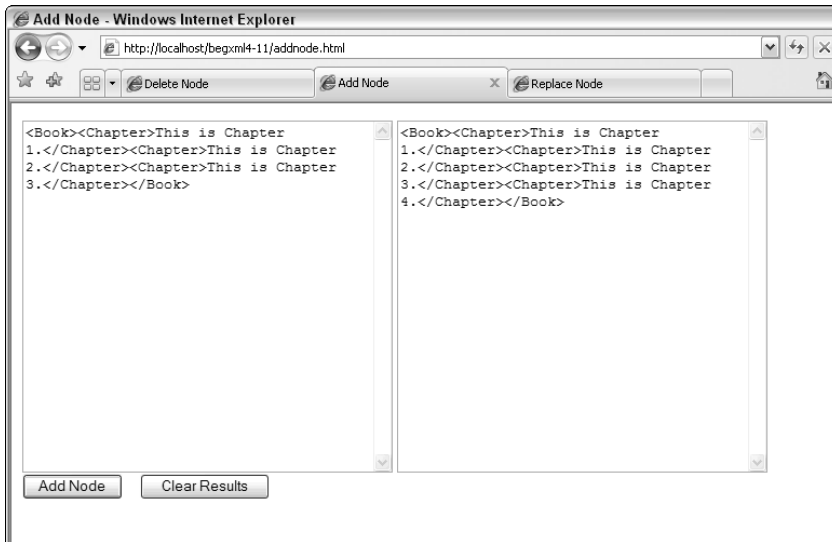 Add Node - Windows Internet Explorer
http://localhost/begxml4-11/addnode.html
Delete Node
Add Node
Replace Node
<Book><Chapter>This is Chapter
1.</Chapter><Chapter>This is Chapter
2.</Chapter><Chapter>This is Chapter
3.</Chapter></Book>
<Book><Chapter>This is Chapter
1.</Chapter><Chapter>This is Chapter
2.</Chapter><Chapter>This is Chapter
3.</Chapter><Chapter>This is Chapter
4.</Chapter></Book>
Add Node
Clear Results